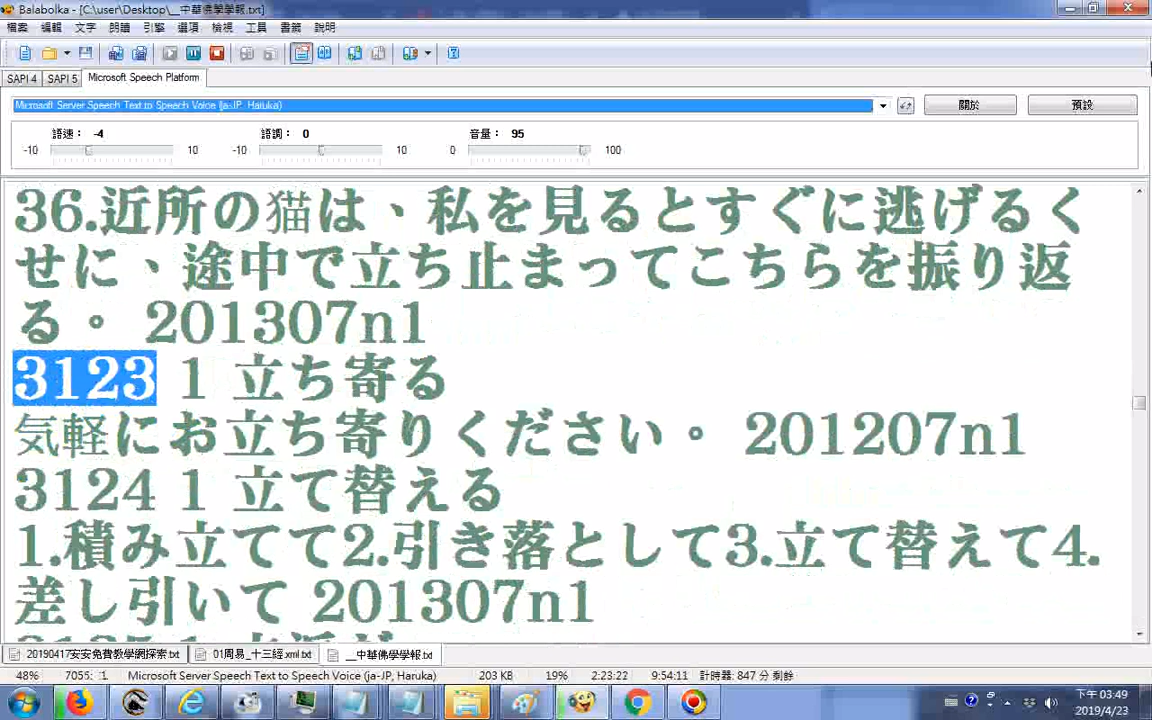 Balabolka - [C:\user\Desktop\__中華佛學學報.txt]
檔案 編輯 文字 朗讀 引擎 選項 檢視 工具 書籤 說明
SAPI 4 SAPI 5 Microsoft Speech Platform
Microsoft Server Speech Text to Speech Voice (ja-JP, Haruka) 關於 預設
語速： -4 語調： 0 音量： 95
-10 10 -10 10 0 100
36.近所の猫は、私を見るとすぐに逃げるく
せに、途中で立ち止まってこちらを振り返
る。 201307n1
3123 1 立ち寄る
気軽にお立ち寄りください。 201207n1
3124 1 立て替える
1.積み立てて2.引き落として3.立て替えて4.
差し引いて 201307n1
20190417安安免費教學網探索.txt 01周易_十三經.xml.txt __中華佛學學報.txt
48% 7055: 1 Microsoft Server Speech Text to Speech Voice (ja-JP, Haruka) 203 KB 19% 2:23:22 9:54:11 計時器: 847 分 剩餘
下午 03:49
2019/4/23